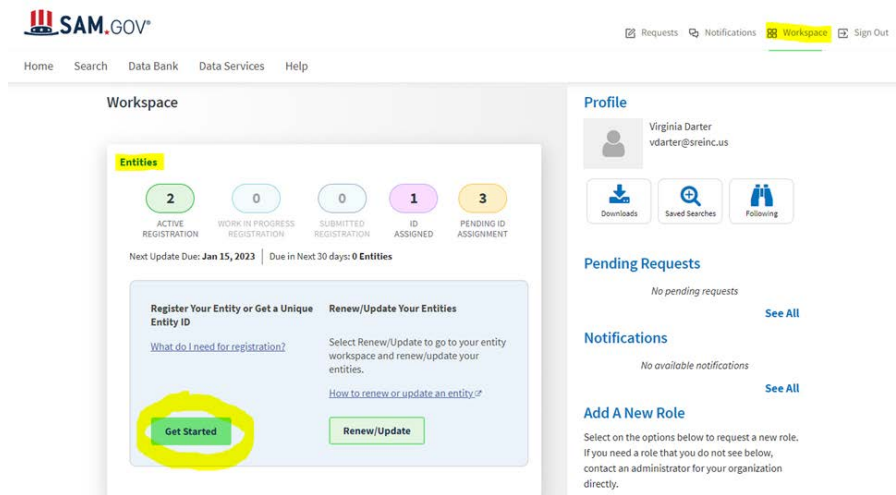 SAM.GOV®
Requests Notifications Workspace Sign Out
Home Search Data Bank Data Services Help
Workspace
Entities
2 0 0 1 3
ACTIVE REGISTRATION
WORK IN PROGRESS REGISTRATION
SUBMITTED REGISTRATION
ID ASSIGNED
PENDING ID ASSIGNMENT
Next Update Due: Jan 15, 2023 Due in Next 30 days: 0 Entities
Register Your Entity or Get a Unique
Entity ID
What do I need for registration?
Get Started
Renew/Update Your Entities
Select Renew/Update to go to your entity
workspace and renew/update your
entities.
How to renew or update an entity
Renew/Update
Profile
Virginia Darter
vdarter@sreinc.us
Downloads
Saved Searches
Following
Pending Requests
No pending requests
See All
Notifications
No available notifications
See All
Add A New Role
Select on the options below to request a new role.
If you need a role that you do not see below,
contact an administrator for your organization
directly.